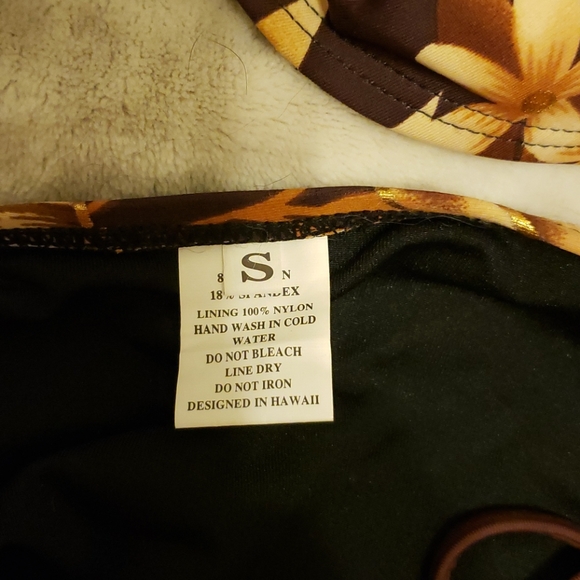 S
8 N
18% SPANDEX
LINING 100% NYLON
HAND WASH IN COLD
WATER
DO NOT BLEACH
LINE DRY
DO NOT IRON
DESIGNED IN HAWAII